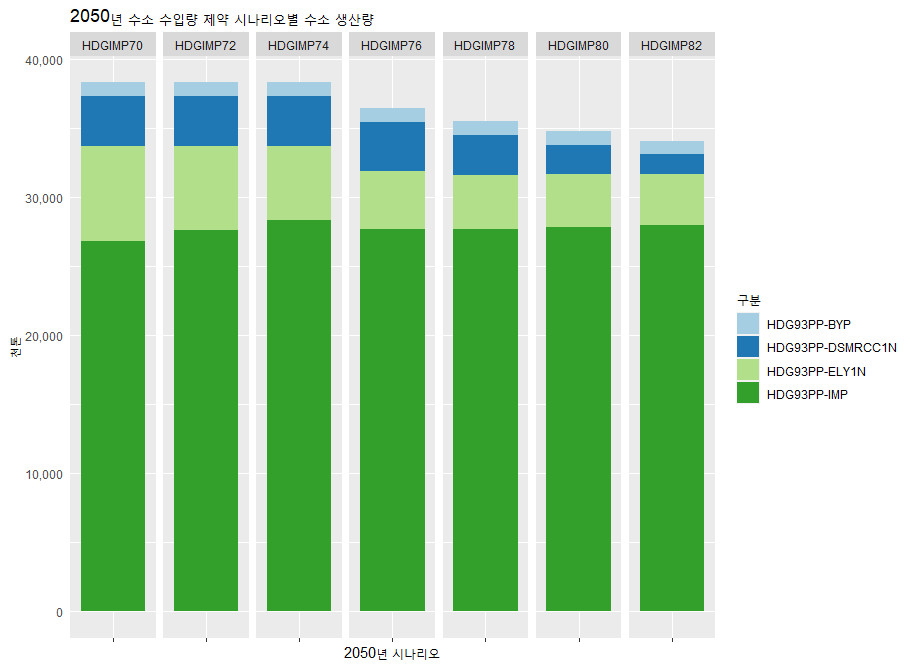 2050년 수소 수입량 제약 시나리오별 수소 생산량
HDGIMP70 HDGIMP72 HDGIMP74 HDGIMP76 HDGIMP78 HDGIMP80 HDGIMP82
40,000
30,000
20,000
10,000
0
천톤
2050년 시나리오
구분
HDG93PP-BYP
HDG93PP-DSMRCC1N
HDG93PP-ELY1N
HDG93PP-IMP